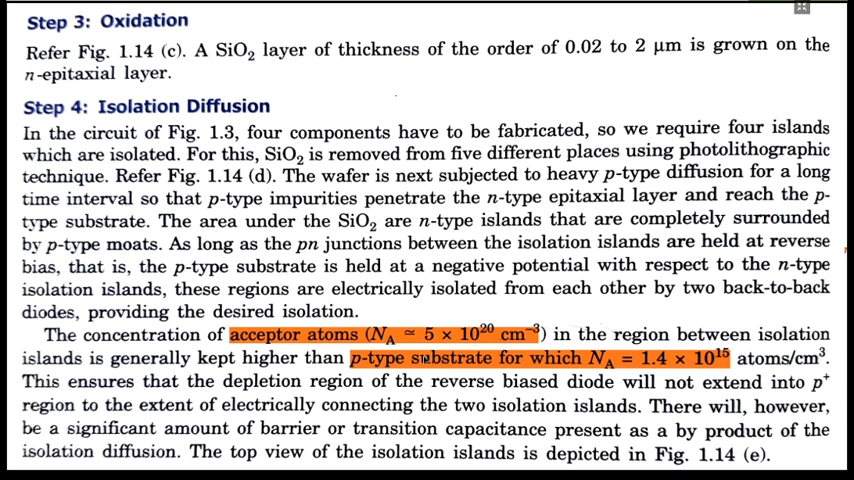 Step 3: Oxidation
Refer Fig. 1.14 (c). A SiO₂ layer of thickness of the order of 0.02 to 2 μm is grown on the
n-epitaxial layer.
Step 4: Isolation Diffusion
In the circuit of Fig. 1.3, four components have to be fabricated, so we require four islands
which are isolated. For this, SiO₂ is removed from five different places using photolithographic
technique. Refer Fig. 1.14 (d). The wafer is next subjected to heavy p-type diffusion for a long
time interval so that p-type impurities penetrate the n-type epitaxial layer and reach the p-
type substrate. The area under the SiO₂ are n-type islands that are completely surrounded
by p-type moats. As long as the pn junctions between the isolation islands are held at reverse
bias, that is, the p-type substrate is held at a negative potential with respect to the n-type
isolation islands, these regions are electrically isolated from each other by two back-to-back
diodes, providing the desired isolation.
The concentration of acceptor atoms (N_A ≃ 5 × 10²⁰ cm⁻³) in the region between isolation
islands is generally kept higher than p-type substrate for which N_A = 1.4 × 10¹⁵ atoms/cm³.
This ensures that the depletion region of the reverse biased diode will not extend into p⁺
region to the extent of electrically connecting the two isolation islands. There will, however,
be a significant amount of barrier or transition capacitance present as a by product of the
isolation diffusion. The top view of the isolation islands is depicted in Fig. 1.14 (e).